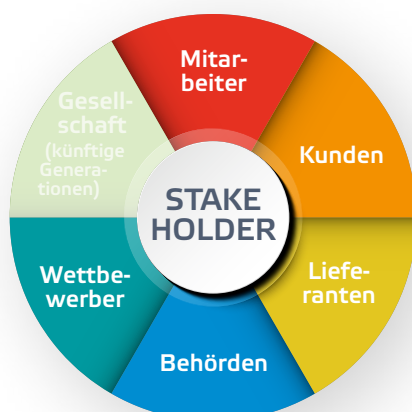 Mitar-
beiter
Gesell-
schaft
(künftige
Genera-
tionen)
Kunden
STAKE
HOLDER
Wettbe-
werber
Liefe-
ranten
Behörden